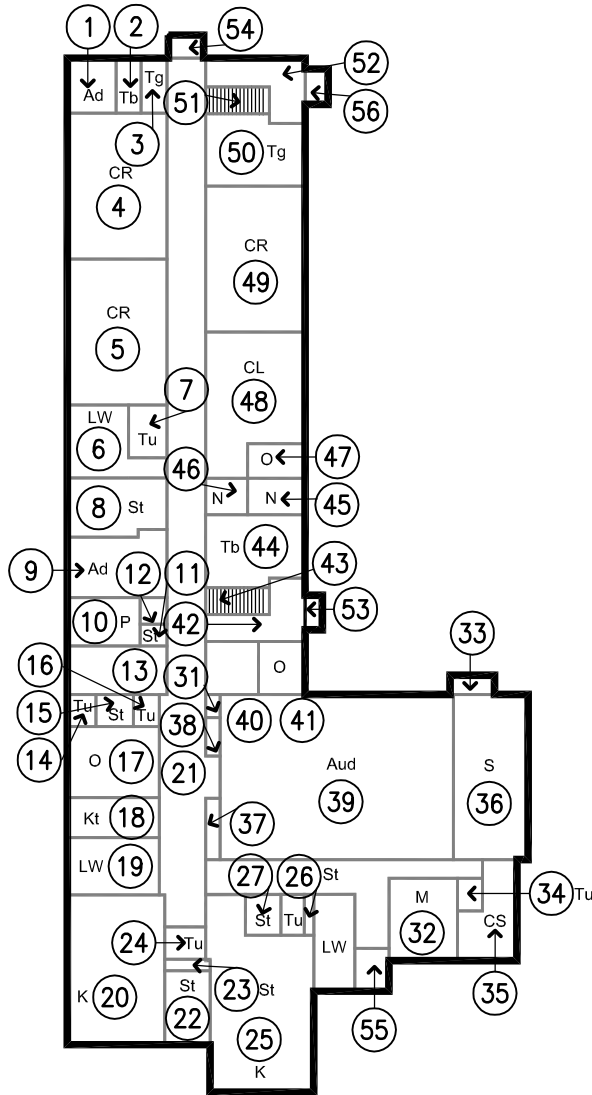 1 2 54
Tg 52
Ad Tb 51 56
3
50 Tg
CR
4
CR
49
CR
5
CL
7 48
LW
Tu
6 46 O 47
N N 45
8 St
Tb 44 43
9 Ad 12 11
10 P St 42 53
33
16 13 31 O
15 Tu St Tu 38 40 41
14
O 17 21 Aud S
39 36
Kt 18 37
LW 19
27 26 St
M 34 Tu
St Tu 32 CS
24 Tu LW
K 20 St 23 St 35
22 55
25
K